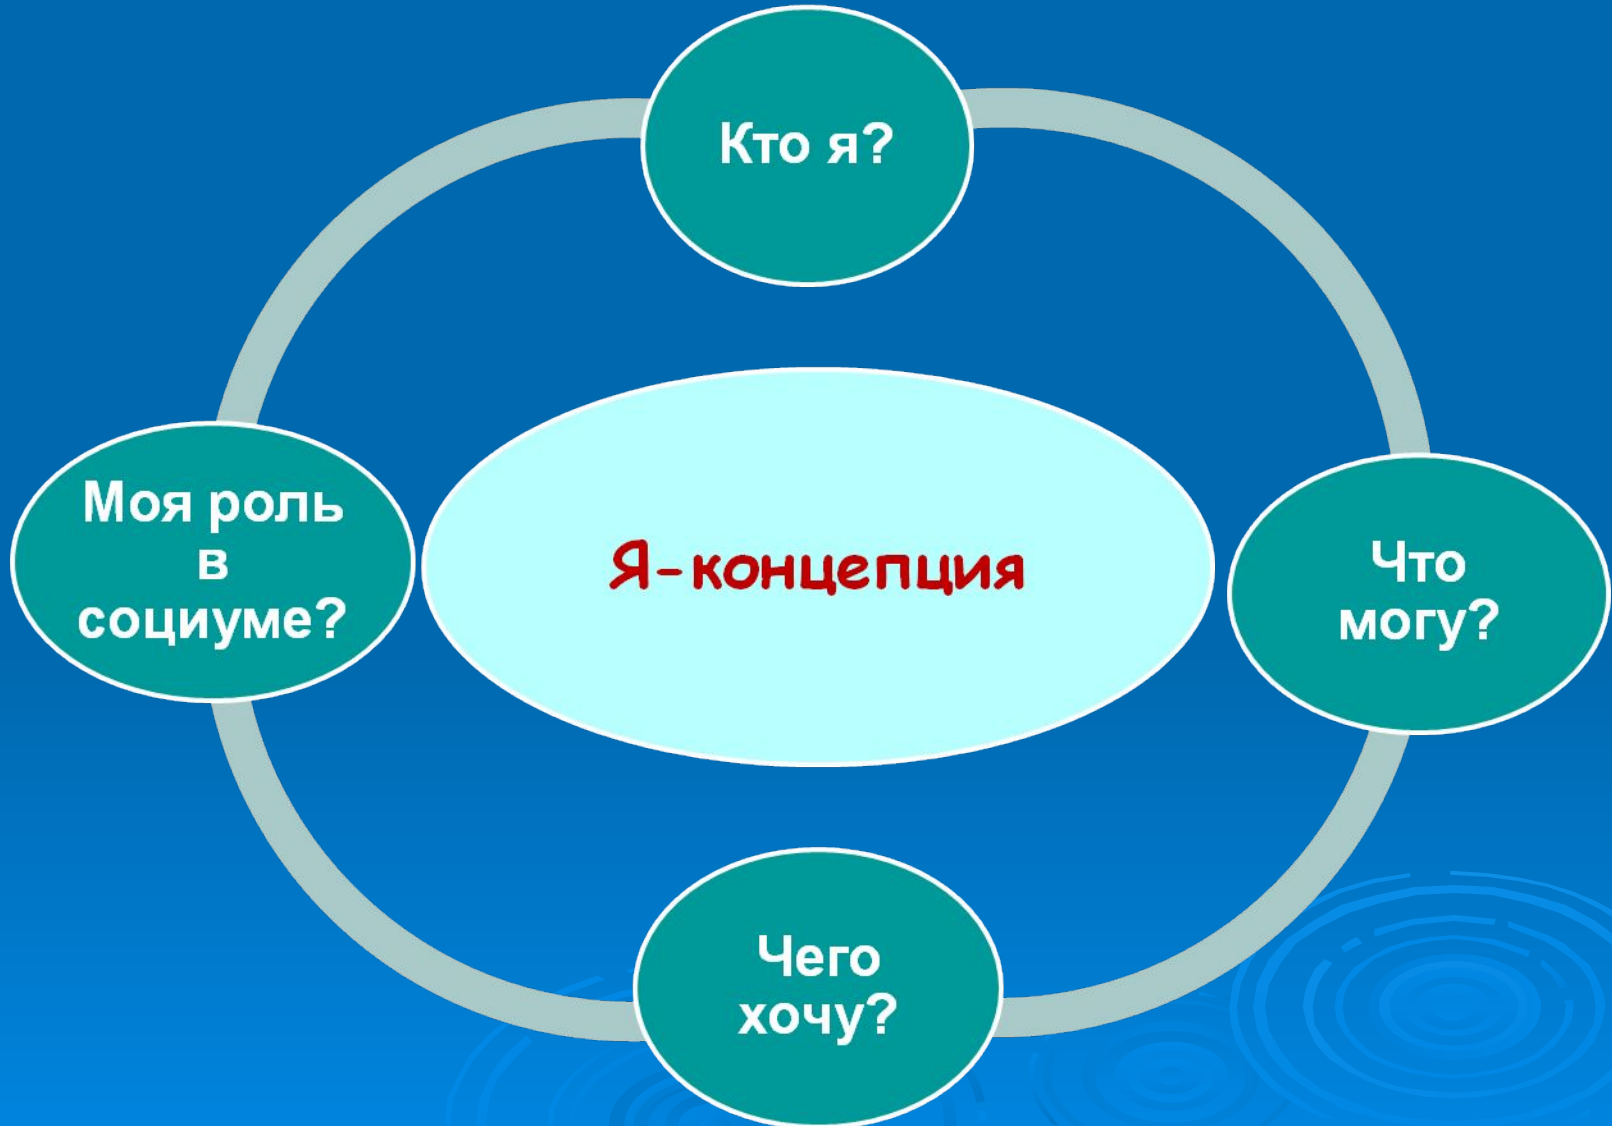 Кто я?
Моя роль
в
социуме?
Я-концепция
Что
могу?
Чего
хочу?